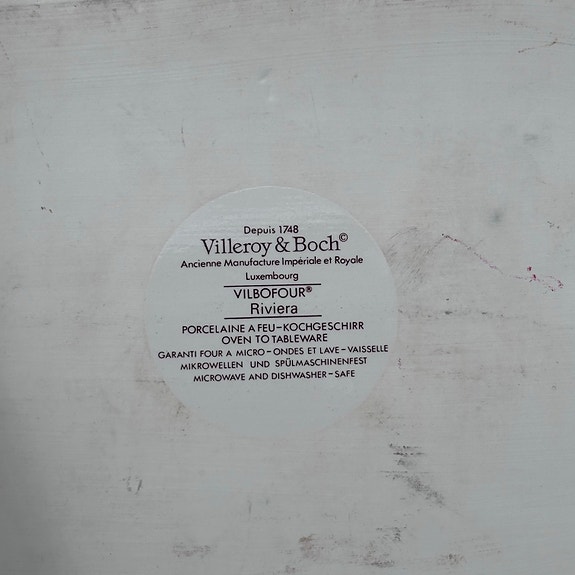 Depuis 1748
Villeroy & Boch©
Ancienne Manufacture Impériale et Royale
Luxembourg
VILBOFOUR®
Riviera
PORCELAINE A FEU-KOCHGESCHIRR
OVEN TO TABLEWARE
GARANTI FOUR A MICRO-ONDES ET LAVE-VAISSELLE
MIKROWELLEN UND SPÜLMASCHINENFEST
MICROWAVE AND DISHWASHER-SAFE